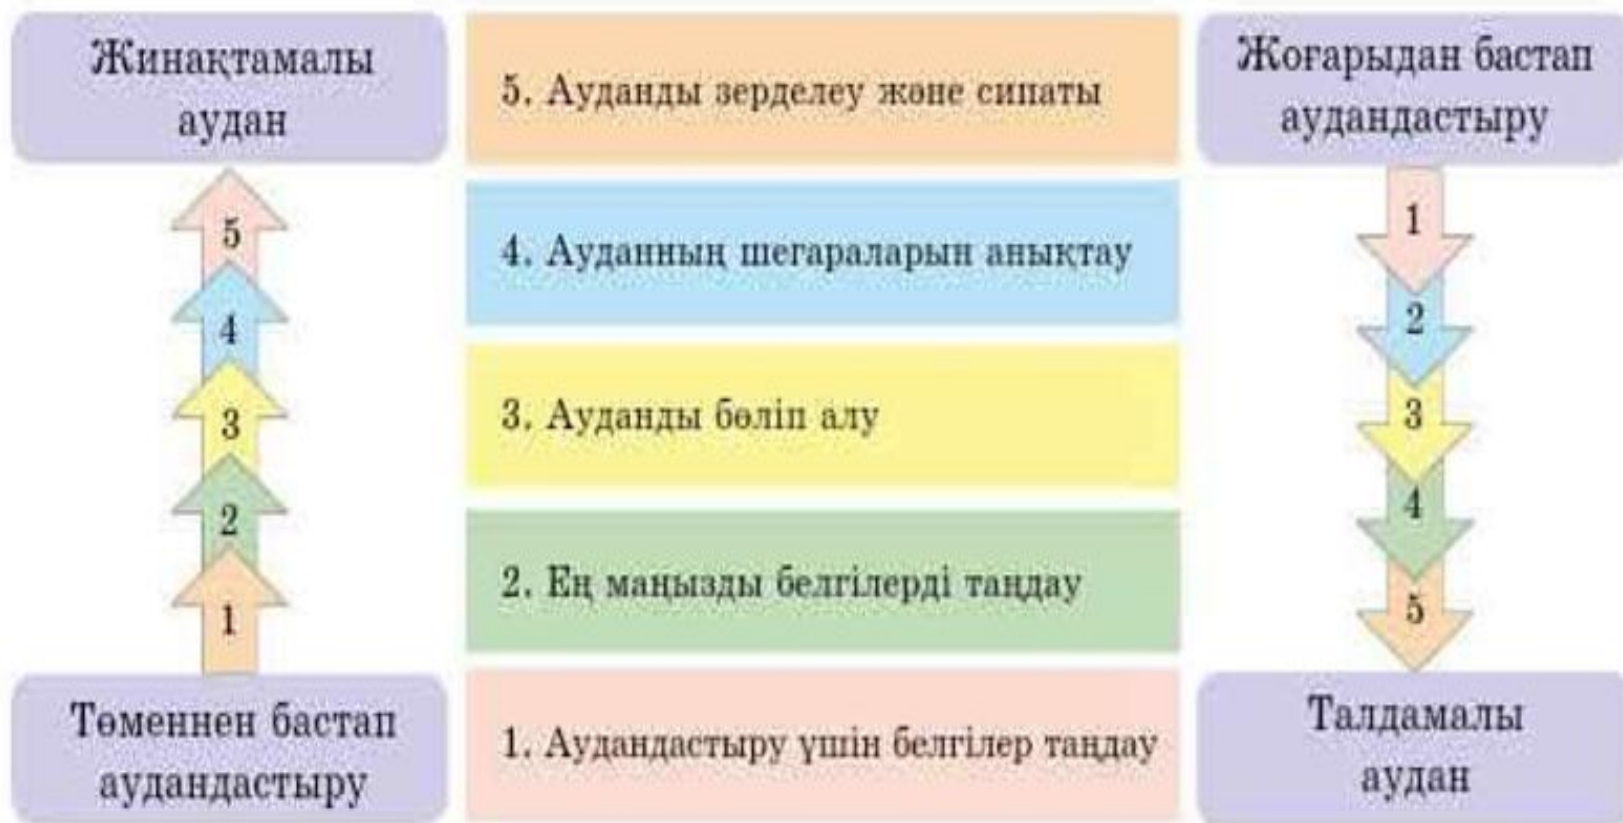 Жинақтамалы
аудан
5
4
3
2
1
Төменнен бастап
аудандастыру
5. Ауданды зерделеу және сипаты
4. Ауданның шегараларын анықтау
3. Ауданды бөліп алу
2. Ең маңызды белгілерді таңдау
1. Аудандастыру үшін белгілер таңдау
Жоғарыдан бастап
аудандастыру
1
2
3
4
5
Талдамалы
аудан